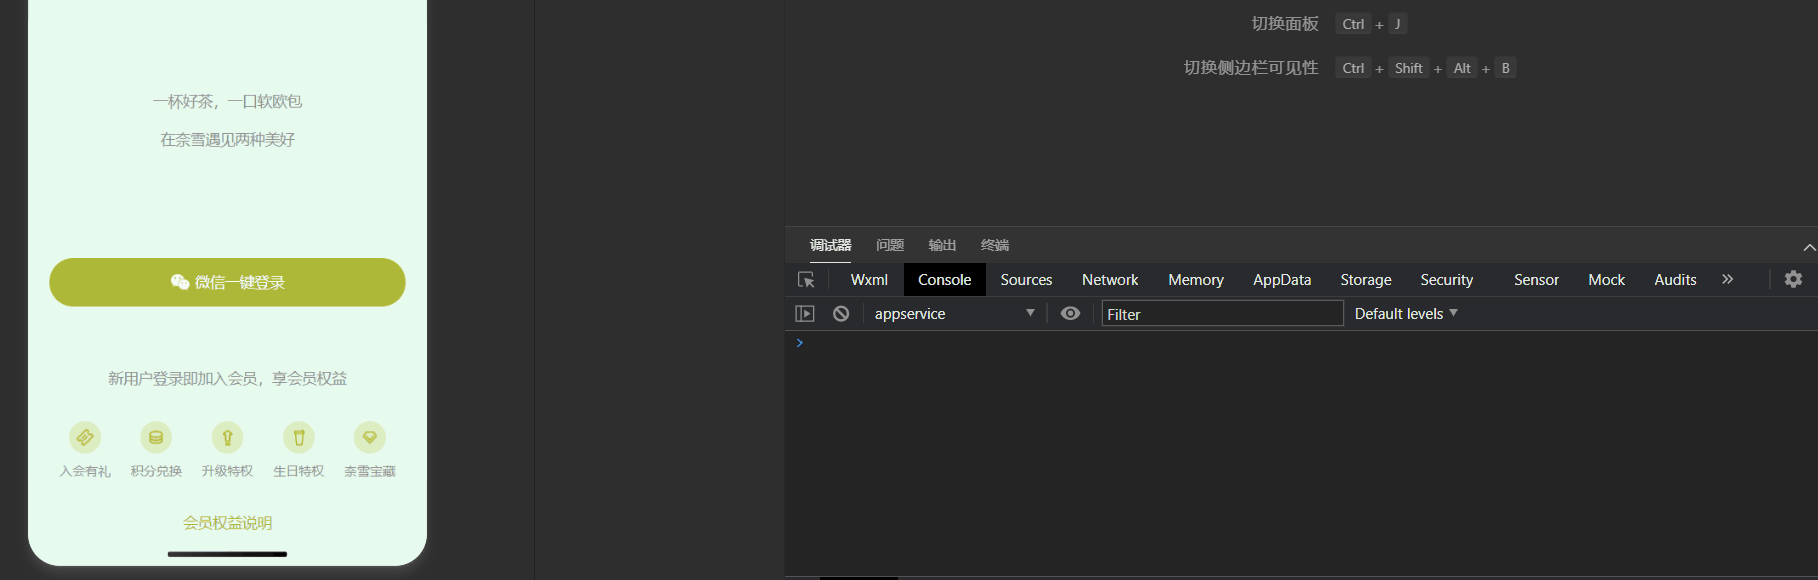 一杯好茶，一口软欧包
在奈雪遇见两种美好
微信一键登录
新用户登录即加入会员，享会员权益
入会有礼 积分兑换 升级特权 生日特权 奈雪宝藏
会员权益说明
切换面板 Ctrl + J
切换侧边栏可见性 Ctrl + Shift + Alt + B
调试器 问题 输出 终端
Wxml Console Sources Network Memory AppData Storage Security Sensor Mock Audits
appservice Filter Default levels